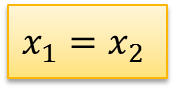 x₁ = x₂